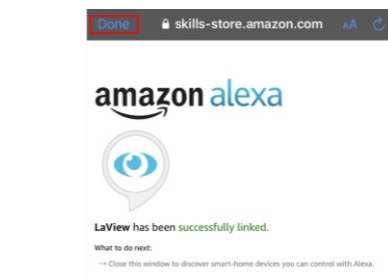 Done skills-store.amazon.com AA
amazon alexa
LaView has been successfully linked.
What to do next:
→ Close this window to discover smart-home devices you can control with Alexa.